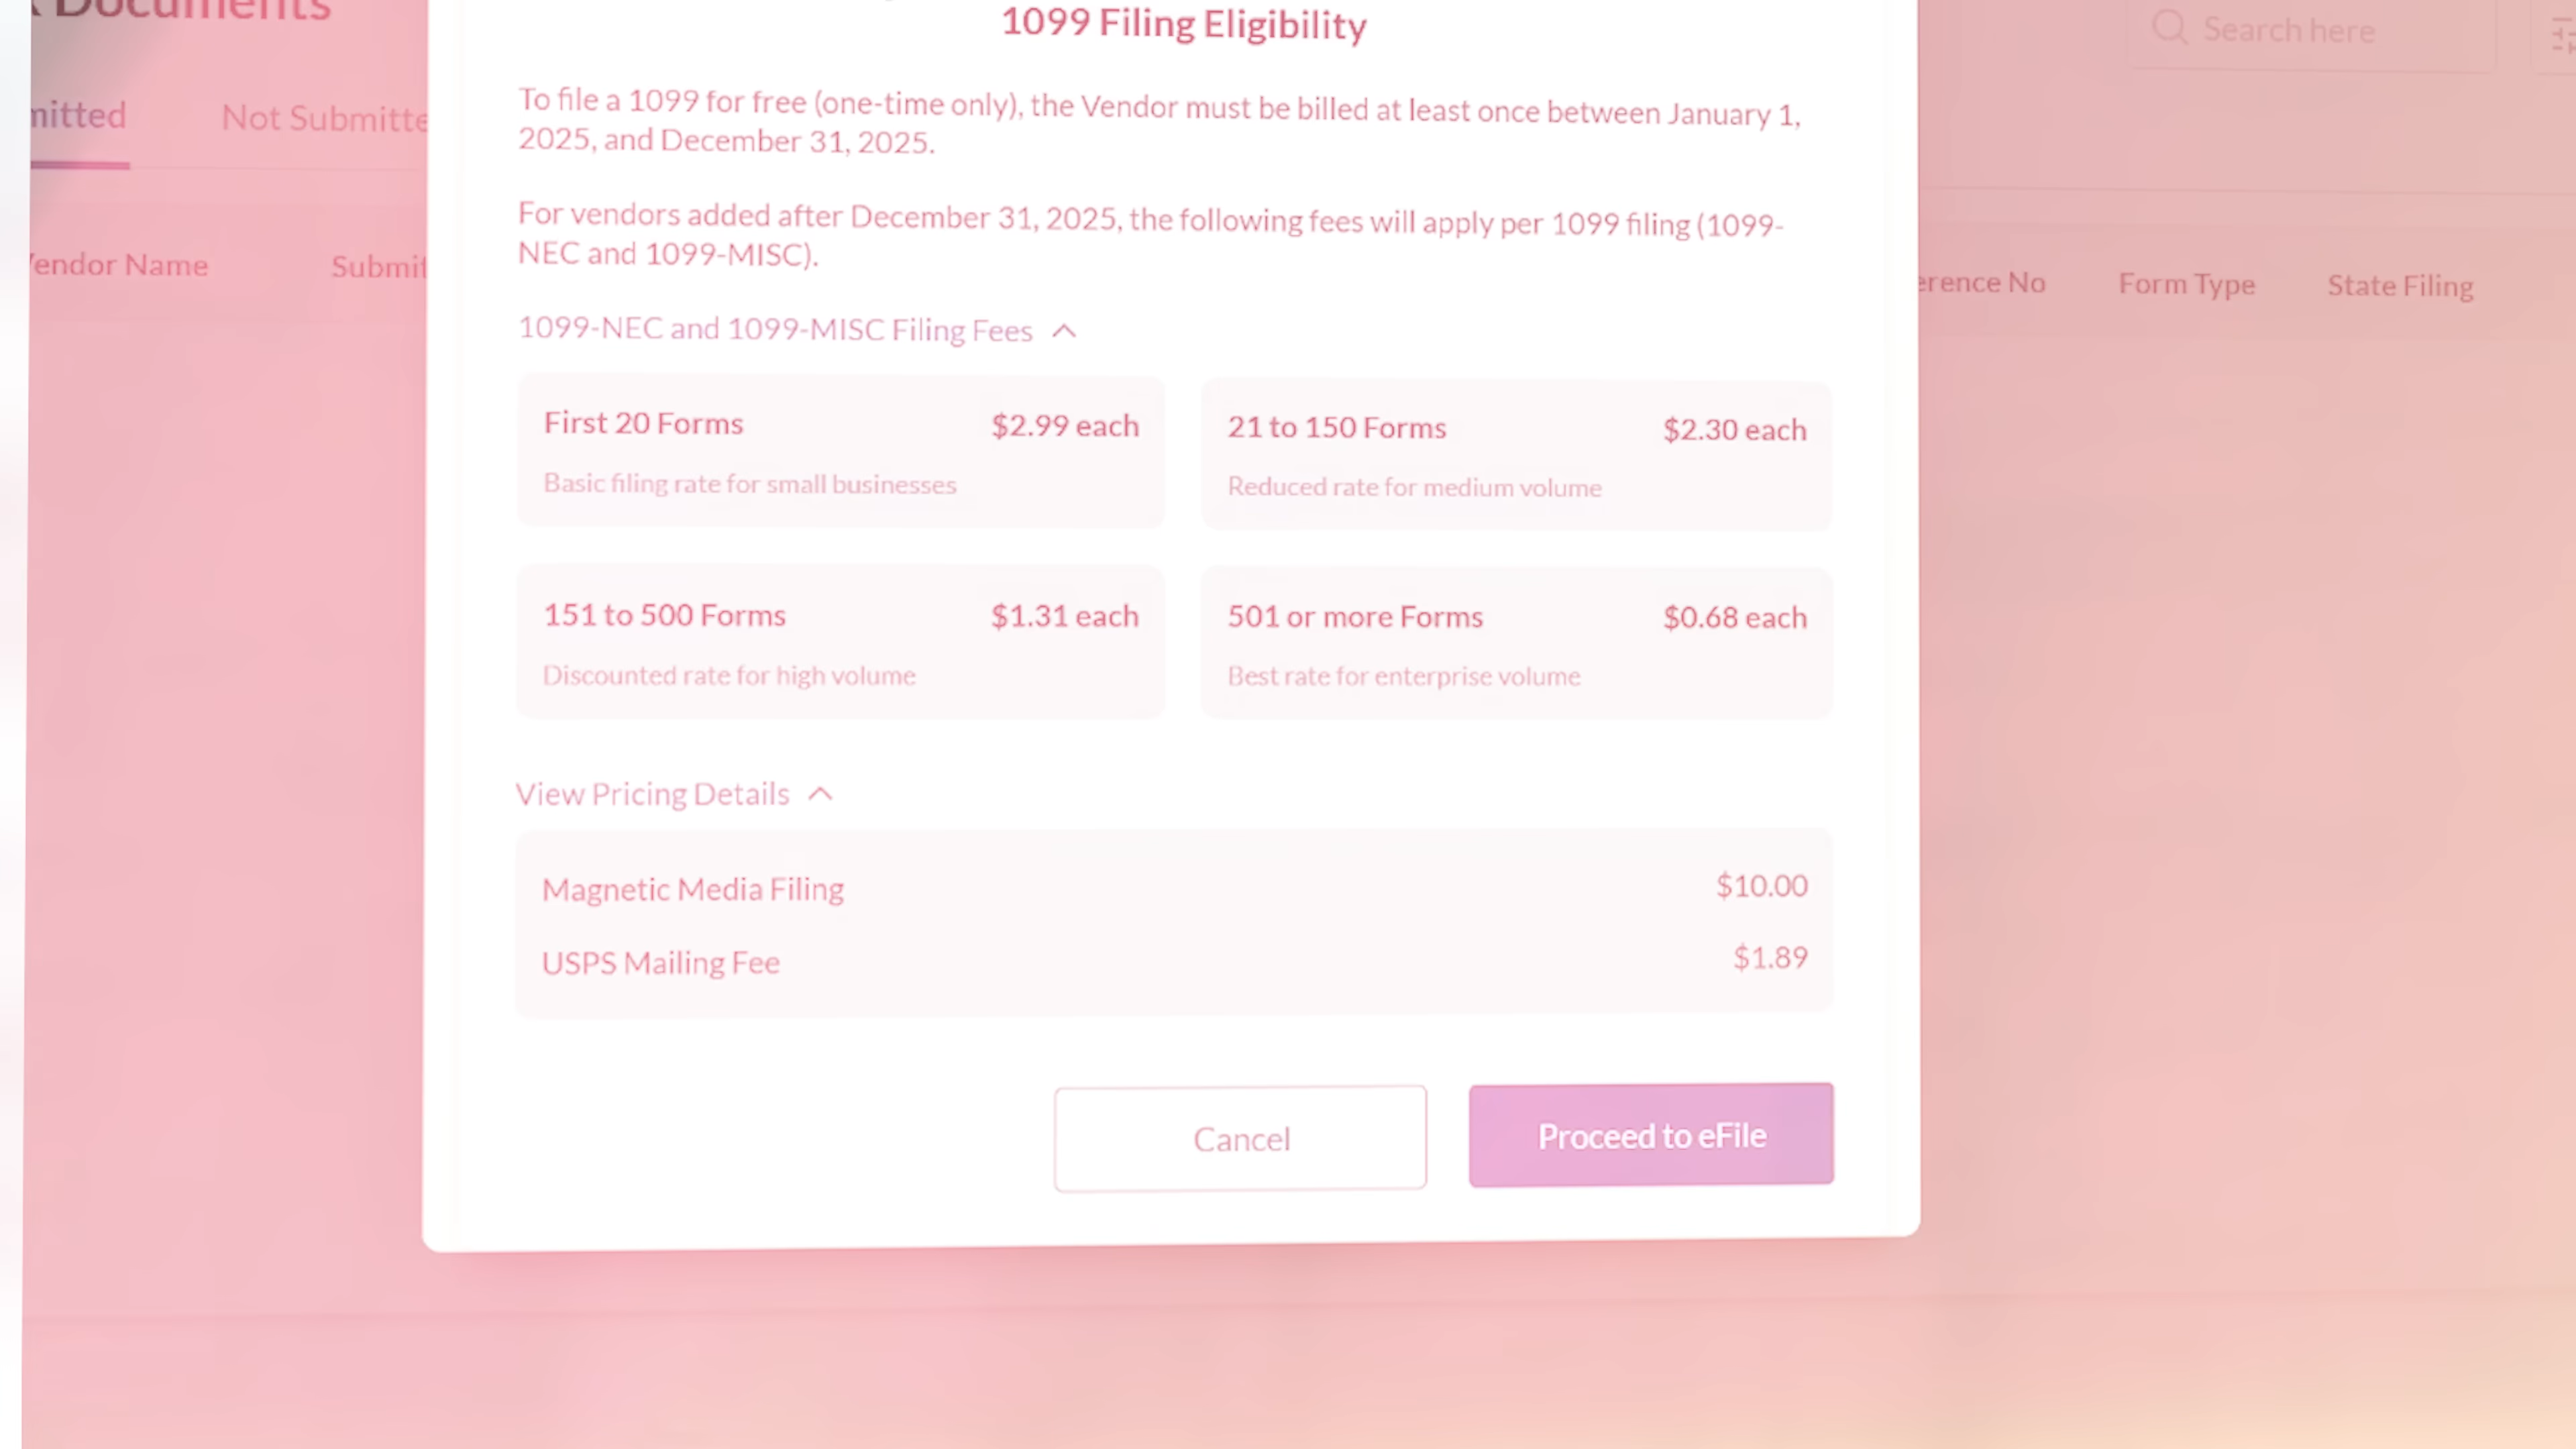 Documents
1099 Filing Eligibility
Search here
Not Submitte
To file a 1099 for free (one-time only), the Vendor must be billed at least once between January 1,
2025, and December 31, 2025.
For vendors added after December 31, 2025, the following fees will apply per 1099 filing (1099-
NEC and 1099-MISC).
Vendor Name
Submit
erence No
Form Type
State Filing
1099-NEC and 1099-MISC Filing Fees
First 20 Forms $2.99 each
Basic filing rate for small businesses
21 to 150 Forms $2.30 each
Reduced rate for medium volume
151 to 500 Forms $1.31 each
Discounted rate for high volume
501 or more Forms $0.68 each
Best rate for enterprise volume
View Pricing Details
Magnetic Media Filing $10.00
USPS Mailing Fee $1.89
Cancel
Proceed to eFile